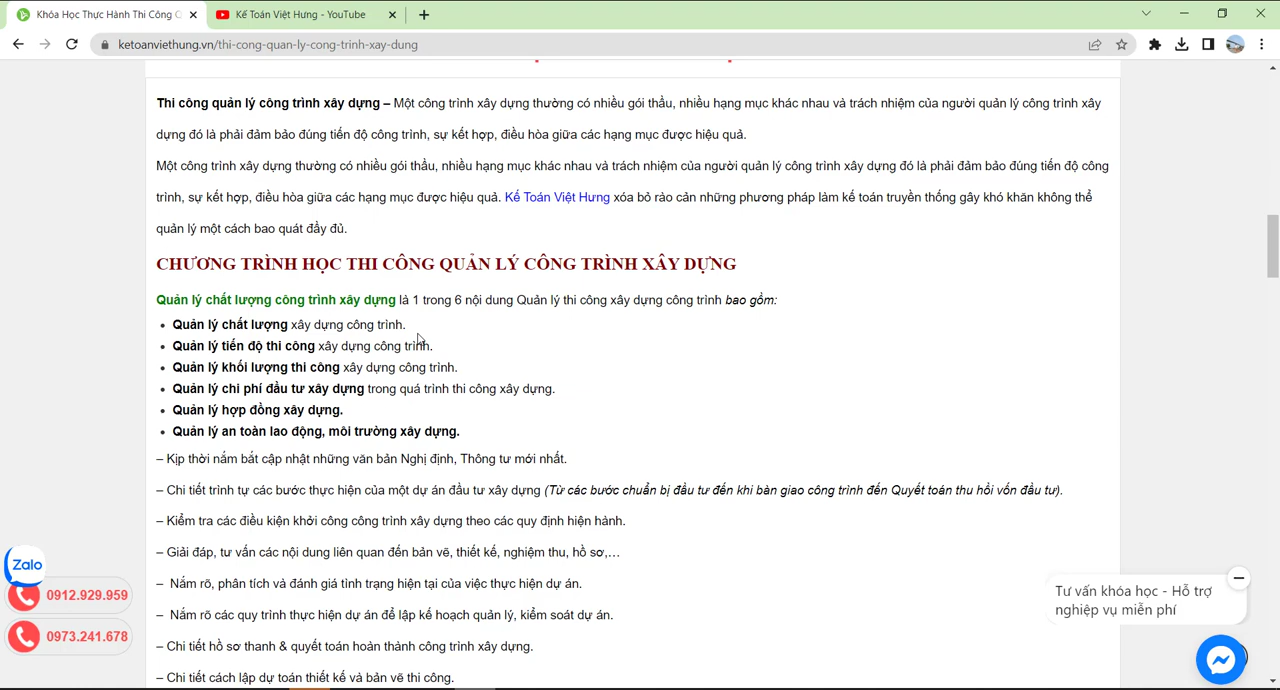 Khóa Học Thực Hành Thi Công Q
Kế Toán Việt Hưng - YouTube
ketoanviethung.vn/thi-cong-quan-ly-cong-trinh-xay-dung
Thi công quản lý công trình xây dựng – Một công trình xây dựng thường có nhiều gói thầu, nhiều hạng mục khác nhau và trách nhiệm của người quản lý công trình xây
dựng đó là phải đảm bảo đúng tiến độ công trình, sự kết hợp, điều hòa giữa các hạng mục được hiệu quả.
Một công trình xây dựng thường có nhiều gói thầu, nhiều hạng mục khác nhau và trách nhiệm của người quản lý công trình xây dựng đó là phải đảm bảo đúng tiến độ công
trình, sự kết hợp, điều hòa giữa các hạng mục được hiệu quả. Kế Toán Việt Hưng xóa bỏ rào cản những phương pháp làm kế toán truyền thống gây khó khăn không thể
quản lý một cách bao quát đầy đủ.
CHƯƠNG TRÌNH HỌC THI CÔNG QUẢN LÝ CÔNG TRÌNH XÂY DỰNG
Quản lý chất lượng công trình xây dựng là 1 trong 6 nội dung Quản lý thi công xây dựng công trình bao gồm:
• Quản lý chất lượng xây dựng công trình.
• Quản lý tiến độ thi công xây dựng công trình.
• Quản lý khối lượng thi công xây dựng công trình.
• Quản lý chi phí đầu tư xây dựng trong quá trình thi công xây dựng.
• Quản lý hợp đồng xây dựng.
• Quản lý an toàn lao động, môi trường xây dựng.
– Kịp thời nắm bắt cập nhật những văn bản Nghị định, Thông tư mới nhất.
– Chi tiết trình tự các bước thực hiện của một dự án đầu tư xây dựng (Từ các bước chuẩn bị đầu tư đến khi bàn giao công trình đến Quyết toán thu hồi vốn đầu tư).
– Kiểm tra các điều kiện khởi công công trình xây dựng theo các quy định hiện hành.
– Giải đáp, tư vấn các nội dung liên quan đến bản vẽ, thiết kế, nghiệm thu, hồ sơ,…
– Nắm rõ, phân tích và đánh giá tình trạng hiện tại của việc thực hiện dự án.
– Nắm rõ các quy trình thực hiện dự án để lập kế hoạch quản lý, kiểm soát dự án.
– Chi tiết hồ sơ thanh & quyết toán hoàn thành công trình xây dựng.
– Chi tiết cách lập dự toán thiết kế và bản vẽ thi công.
Zalo
0912.929.959
0973.241.678
Tư vấn khóa học - Hỗ trợ
nghiệp vụ miễn phí